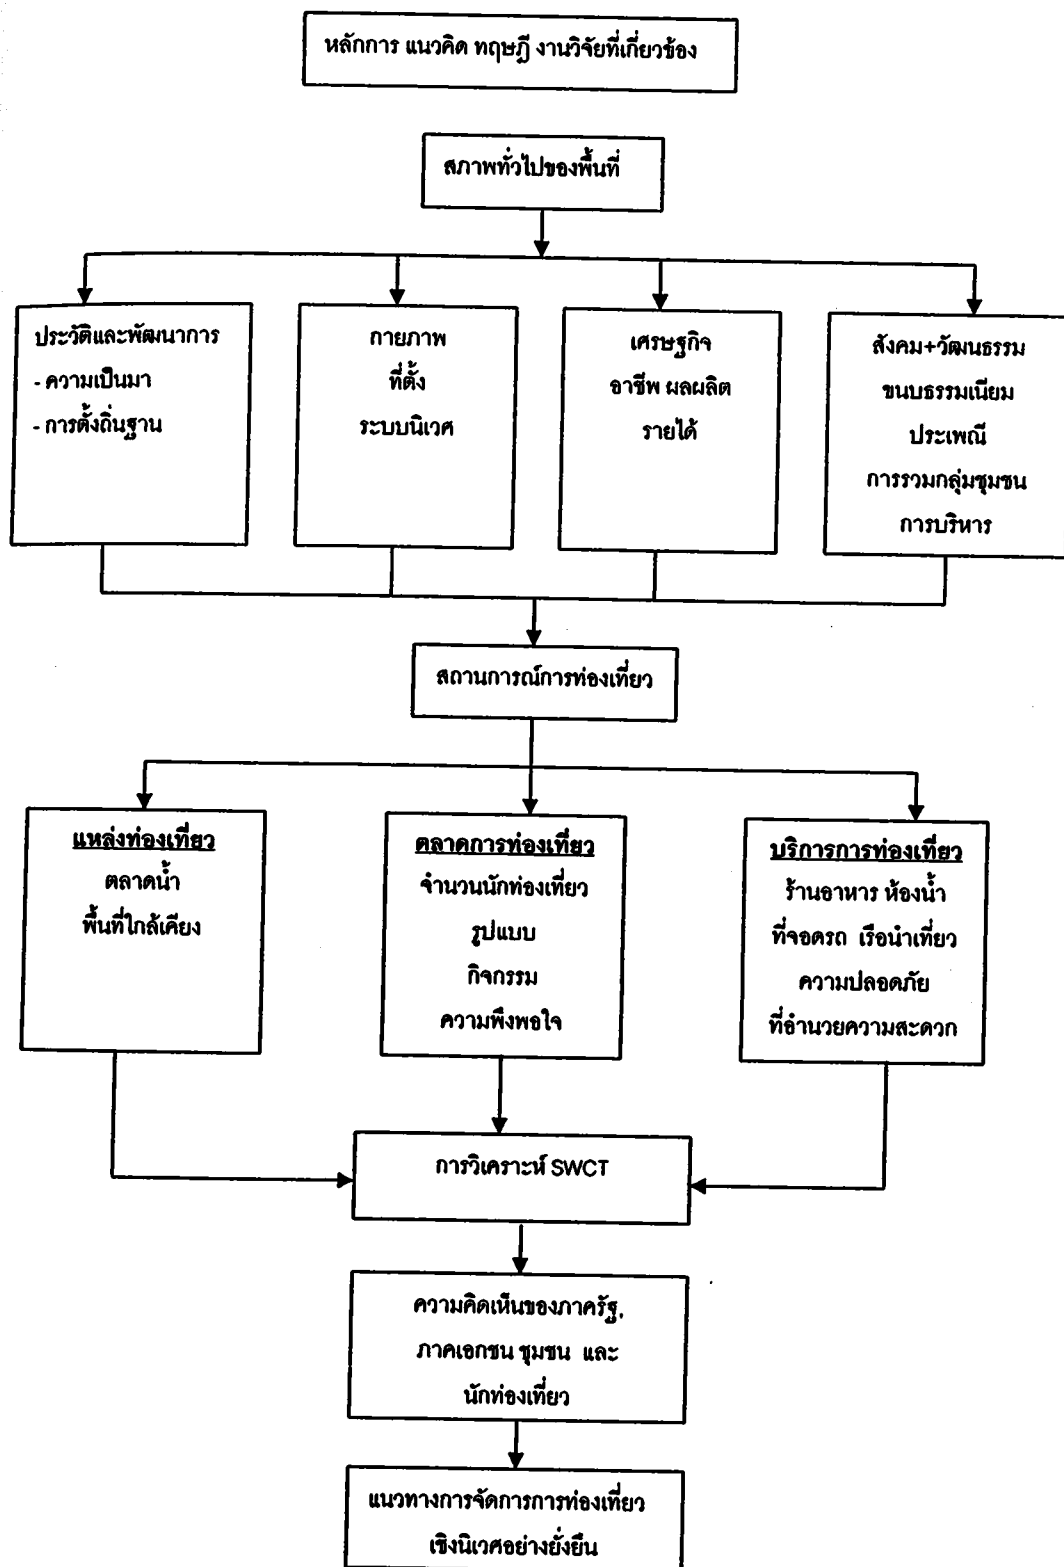 หลักการ แนวคิด ทฤษฎี งานวิจัยที่เกี่ยวข้อง
สภาพทั่วไปของพื้นที่
ประวัติและพัฒนาการ
- ความเป็นมา
- การตั้งถิ่นฐาน
กายภาพ
ที่ตั้ง
ระบบนิเวศ
เศรษฐกิจ
อาชีพ ผลผลิต
รายได้
สังคม+วัฒนธรรม
ขนบธรรมเนียม
ประเพณี
การรวมกลุ่มชุมชน
การบริหาร
สถานการณ์การท่องเที่ยว
แหล่งท่องเที่ยว
ตลาดน้ำ
พื้นที่ใกล้เคียง
ตลาดการท่องเที่ยว
จำนวนนักท่องเที่ยว
รูปแบบ
กิจกรรม
ความพึงพอใจ
บริการการท่องเที่ยว
ร้านอาหาร ห้องน้ำ
ที่จอดรถ เรือนำเที่ยว
ความปลอดภัย
ที่อำนวยความสะดวก
การวิเคราะห์ SWCT
ความคิดเห็นของภาครัฐ,
ภาคเอกชน ชุมชน และ
นักท่องเที่ยว
แนวทางการจัดการการท่องเที่ยว
เชิงนิเวศอย่างยั่งยืน